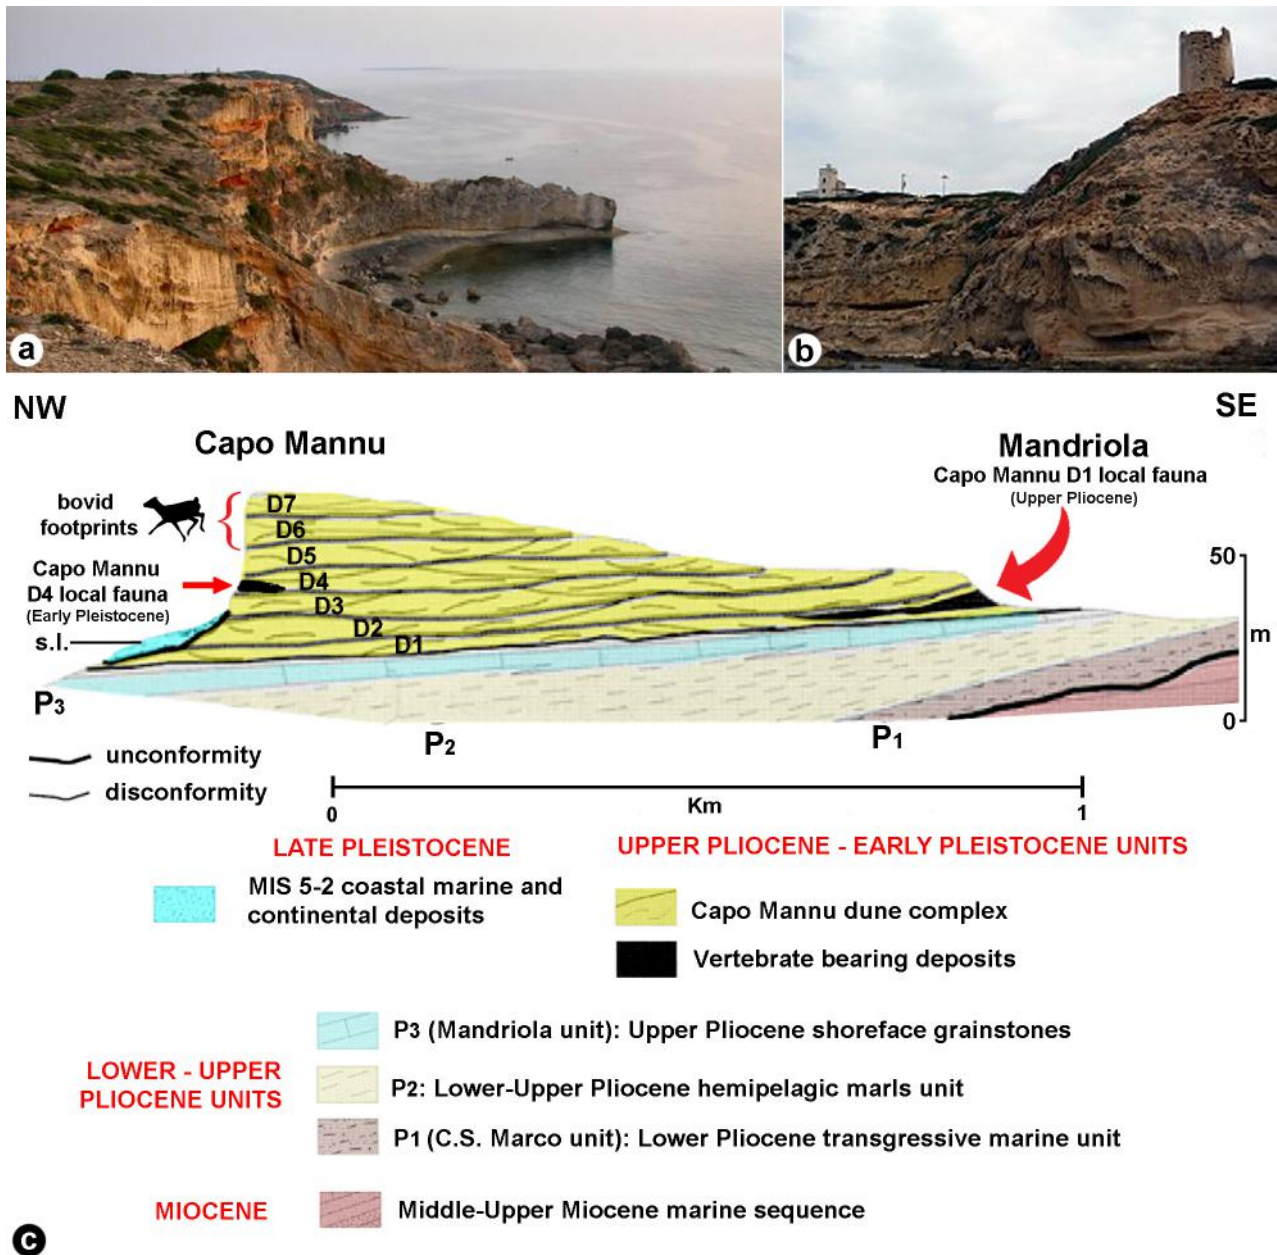 a
b
NW
SE
Capo Mannu
Mandriola
Capo Mannu D1 local fauna
(Upper Pliocene)
bovid
footprints
D7
D6
D5
D4
D3
D2
D1
Capo Mannu
D4 local fauna
(Early Pleistocene)
s.l.
50
m
0
P3
P2
P1
unconformity
disconformity
0
Km
1
LATE PLEISTOCENE
MIS 5-2 coastal marine and
continental deposits
UPPER PLIOCENE - EARLY PLEISTOCENE UNITS
Capo Mannu dune complex
Vertebrate bearing deposits
LOWER - UPPER
PLIOCENE UNITS
P3 (Mandriola unit): Upper Pliocene shoreface grainstones
P2: Lower-Upper Pliocene hemipelagic marls unit
P1 (C.S. Marco unit): Lower Pliocene transgressive marine unit
MIOCENE
Middle-Upper Miocene marine sequence
c